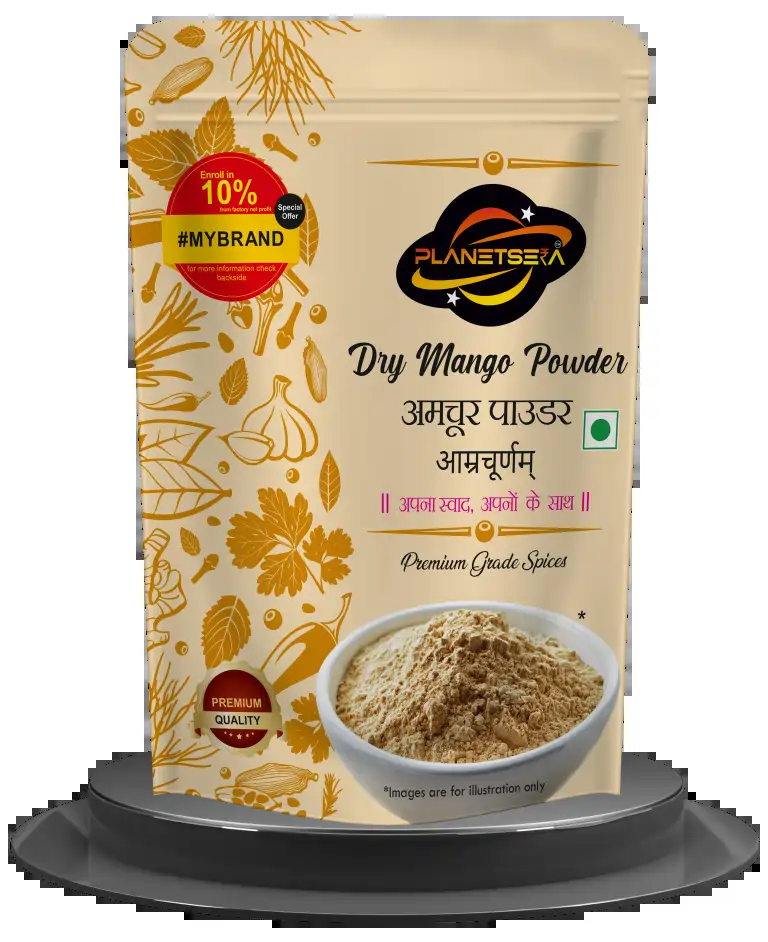 Enroll in
10%
from factory net profit
Special
Offer
#MYBRAND
for more information check
backside
PLANETSERA
Dry Mango Powder
अमचूर पाउडर
आम्रचूर्णम्
|| अपना स्वाद, अपनों के साथ ||
Premium Grade Spices
*
PREMIUM
QUALITY
*Images are for illustration only